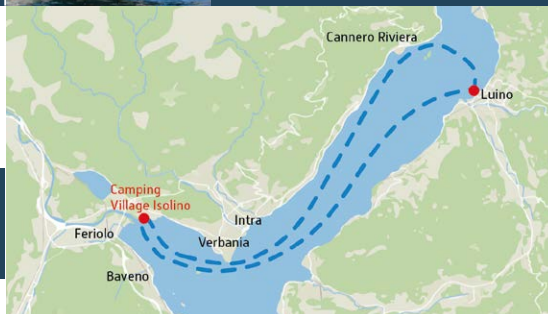 Cannero Riviera
Luino
Camping
Village Isolino
Intra
Feriolo
Verbania
Baveno